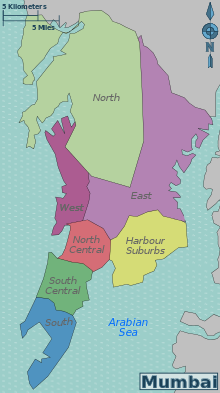 5 Kilometers
5 Miles
N
North
East
West
North
Central
Harbour
Suburbs
South
Central
South
Arabian
Sea
Mumbai